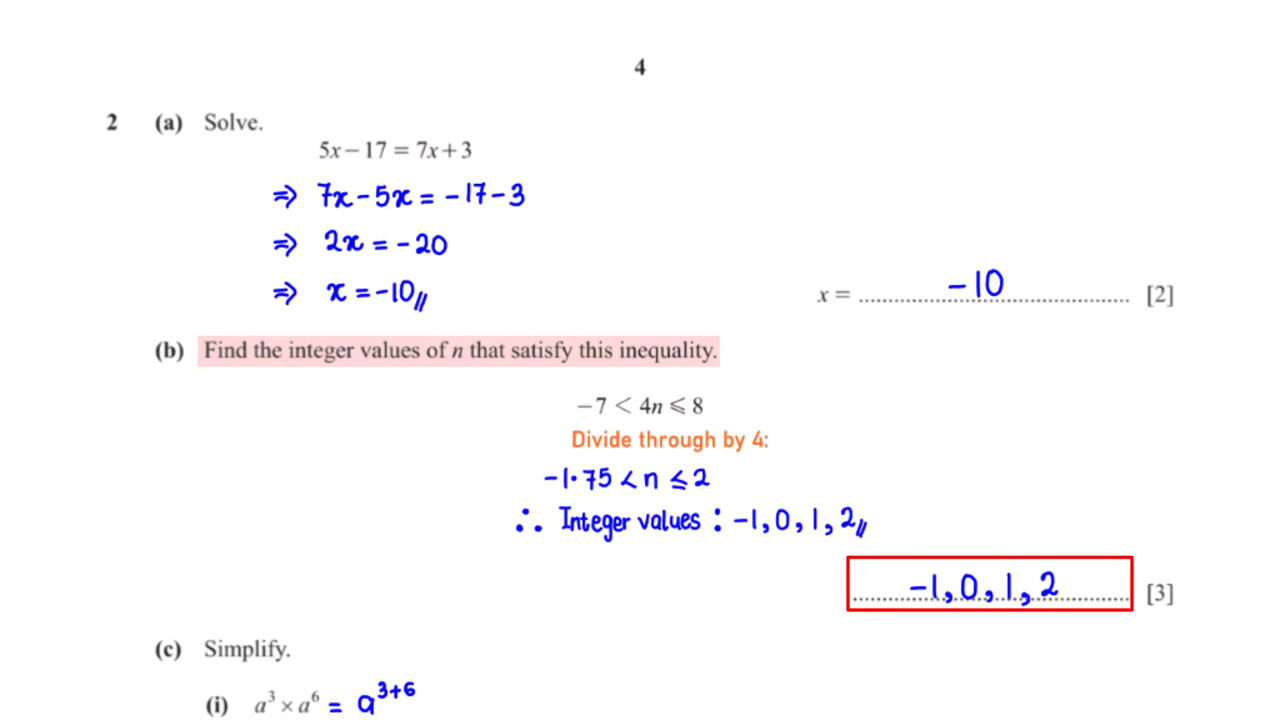 4
2 (a) Solve.
5x − 17 = 7x + 3
⇒ 7x − 5x = −17 − 3
⇒ 2x = −20
⇒ x = −10//
x = −10 [2]
(b) Find the integer values of n that satisfy this inequality.
−7 < 4n ⩽ 8
Divide through by 4:
−1.75 < n ≤ 2
∴ Integer values : −1, 0, 1, 2//
−1, 0, 1, 2 [3]
(c) Simplify.
(i) a³ × a⁶ = a³⁺⁶